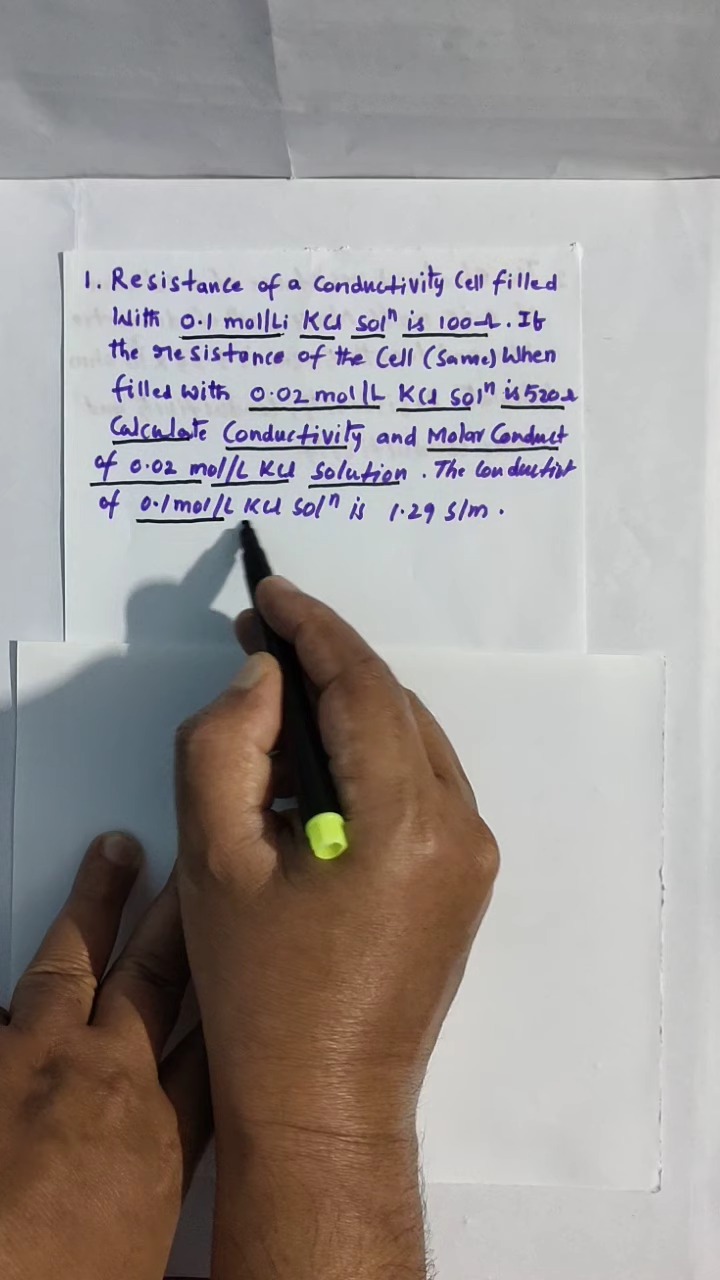 1. Resistance of a Conductivity Cell filled
With 0.1 mol/Li KCl Solⁿ is 100Ω. If
the resistance of the Cell (Same) When
filled with 0.02 mol/L KCl Solⁿ is 520Ω
Calculate Conductivity and Molar Conduct
of 0.02 mol/L KCl Solution. The
of 0.1 mol/L KCl Solⁿ is 1.29 S/m.